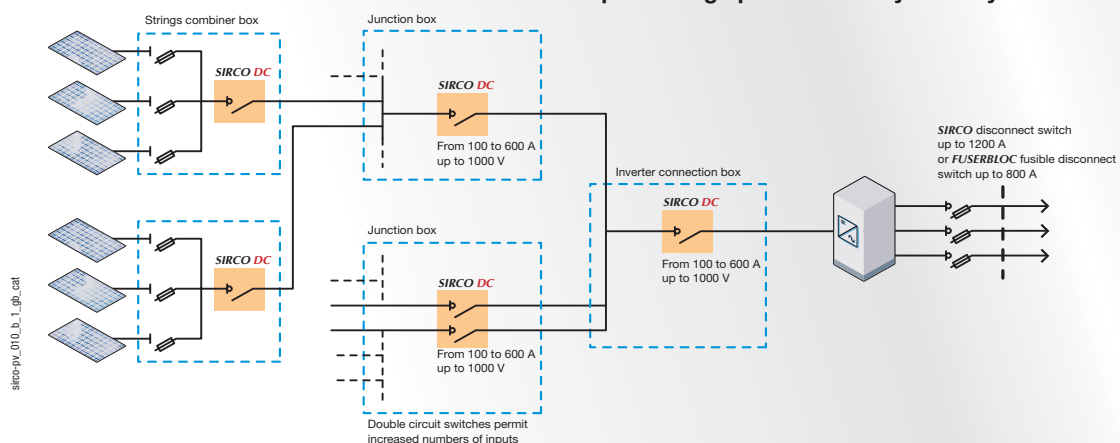 Strings combiner box
SIRCO DC
SIRCO DC
Junction box
SIRCO DC
From 100 to 600 A
up to 1000 V
Junction box
SIRCO DC
From 100 to 600 A
up to 1000 V
Double circuit switches permit
increased numbers of inputs
Inverter connection box
SIRCO DC
From 100 to 600 A
up to 1000 V
SIRCO disconnect switch
up to 1200 A
or FUSERBLOC fusible disconnect
switch up to 800 A
sirco-pv_010_b_1_gb_cat